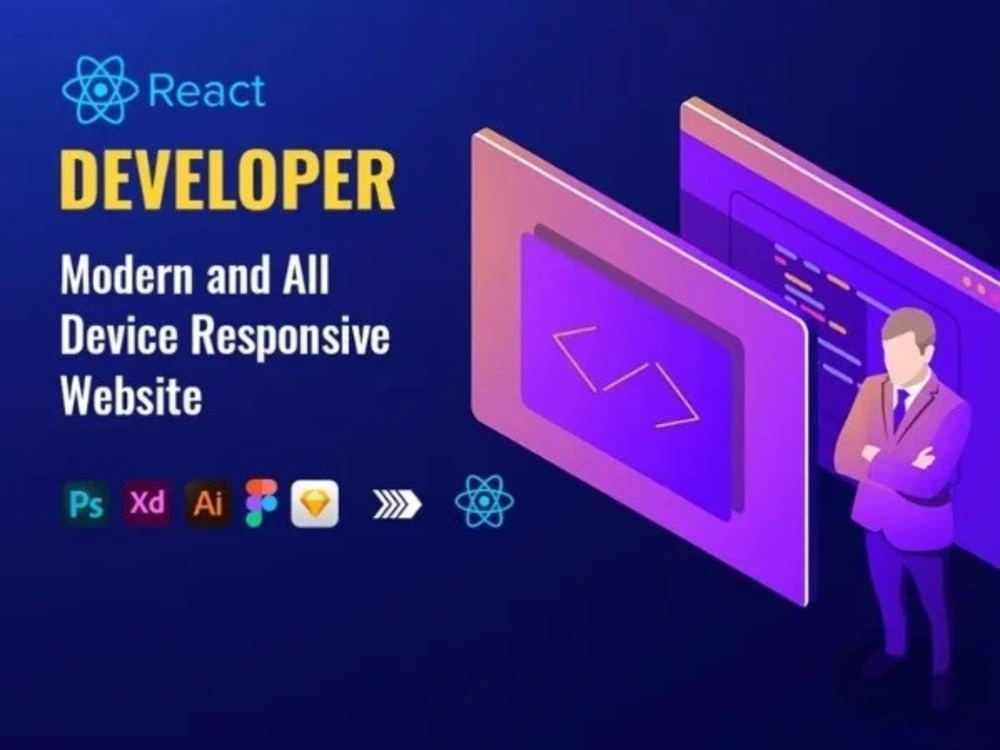 React
DEVELOPER
Modern and All
Device Responsive
Website
Ps Xd Ai